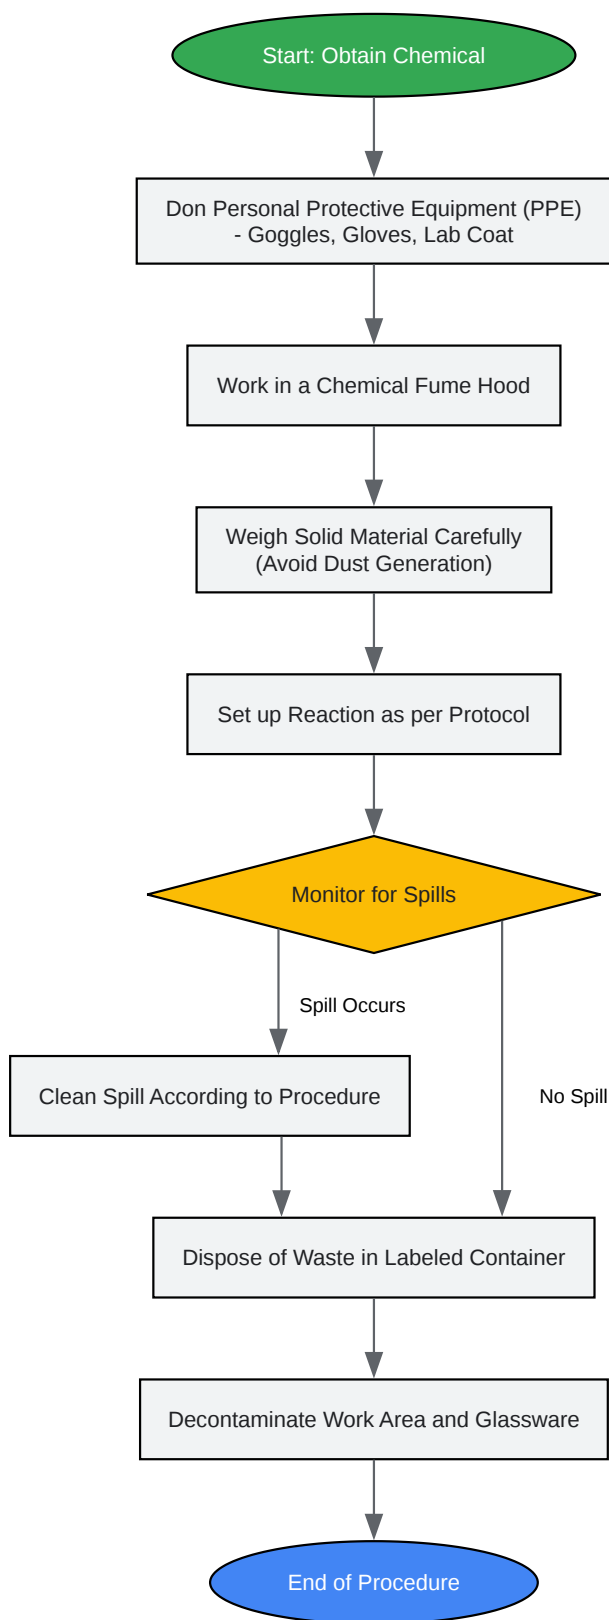 Start: Obtain Chemical
Don Personal Protective Equipment (PPE)
- Goggles, Gloves, Lab Coat
Work in a Chemical Fume Hood
Weigh Solid Material Carefully
(Avoid Dust Generation)
Set up Reaction as per Protocol
Monitor for Spills
Spill Occurs
Clean Spill According to Procedure
No Spill
Dispose of Waste in Labeled Container
Decontaminate Work Area and Glassware
End of Procedure